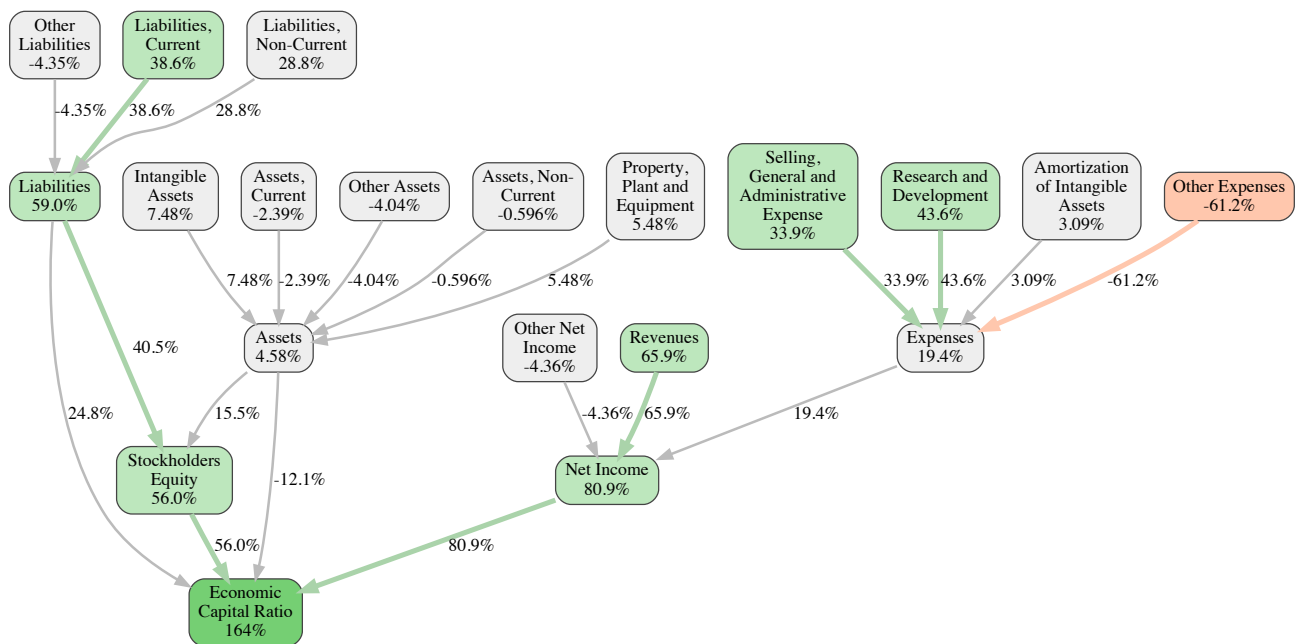 Other
Liabilities
-4.35%
Liabilities,
Current
38.6%
Liabilities,
Non-Current
28.8%
-4.35%
38.6%
28.8%
Liabilities
59.0%
Intangible
Assets
7.48%
Assets,
Current
-2.39%
Other Assets
-4.04%
Assets, Non-
Current
-0.596%
Property,
Plant and
Equipment
5.48%
Selling,
General and
Administrative
Expense
33.9%
Research and
Development
43.6%
Amortization
of Intangible
Assets
3.09%
Other Expenses
-61.2%
7.48%
-2.39%
-4.04%
-0.596%
5.48%
33.9%
43.6%
3.09%
-61.2%
40.5%
Assets
4.58%
Other Net
Income
-4.36%
Revenues
65.9%
Expenses
19.4%
24.8%
15.5%
-4.36%
65.9%
19.4%
Stockholders
Equity
56.0%
-12.1%
Net Income
80.9%
56.0%
80.9%
Economic
Capital Ratio
164%